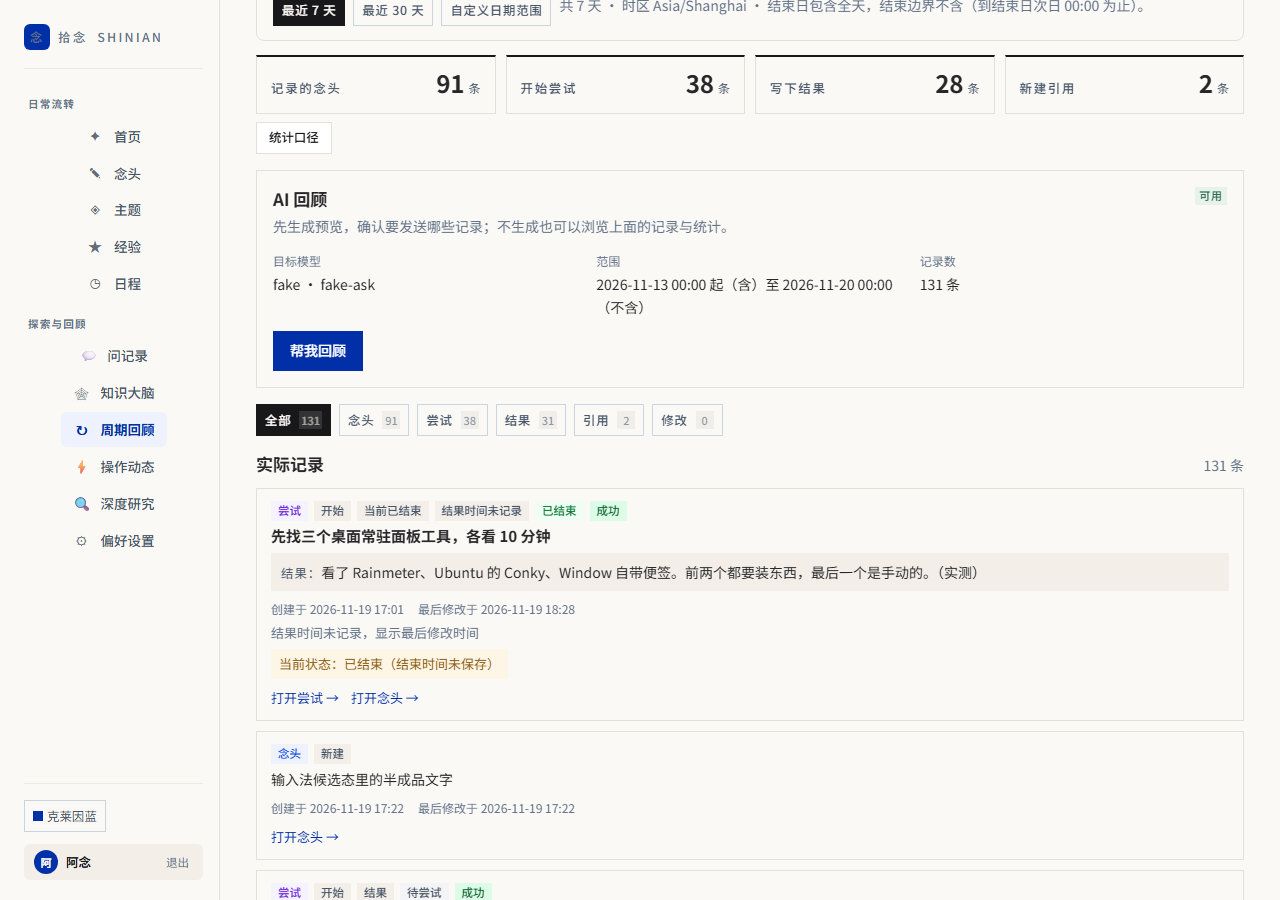 念 拾念 SHINIAN
日常流转
首页
念头
主题
经验
日程
探索与回顾
问记录
知识大脑
周期回顾
操作动态
深度研究
偏好设置
克莱因蓝
阿 阿念 退出
最近 7 天 最近 30 天 自定义日期范围 共 7 天 · 时区 Asia/Shanghai · 结束日包含全天，结束边界不含（到结束日次日 00:00 为止）。
记录的念头 91 条 开始尝试 38 条 写下结果 28 条 新建引用 2 条
统计口径
AI 回顾 可用
先生成预览，确认要发送哪些记录；不生成也可以浏览上面的记录与统计。
目标模型 范围 记录数
fake · fake-ask 2026-11-13 00:00 起（含）至 2026-11-20 00:00 131 条
（不含）
帮我回顾
全部 131 念头 91 尝试 38 结果 31 引用 2 修改 0
实际记录 131 条
尝试 开始 当前已结束 结果时间未记录 已结束 成功
先找三个桌面常驻面板工具，各看 10 分钟
结果：看了 Rainmeter、Ubuntu 的 Conky、Window 自带便签。前两个都要装东西，最后一个是手动的。（实测）
创建于 2026-11-19 17:01 最后修改于 2026-11-19 18:28
结果时间未记录，显示最后修改时间
当前状态：已结束（结束时间未保存）
打开尝试 → 打开念头 →
念头 新建
输入法候选态里的半成品文字
创建于 2026-11-19 17:22 最后修改于 2026-11-19 17:22
打开念头 →
尝试 开始 结果 待尝试 成功